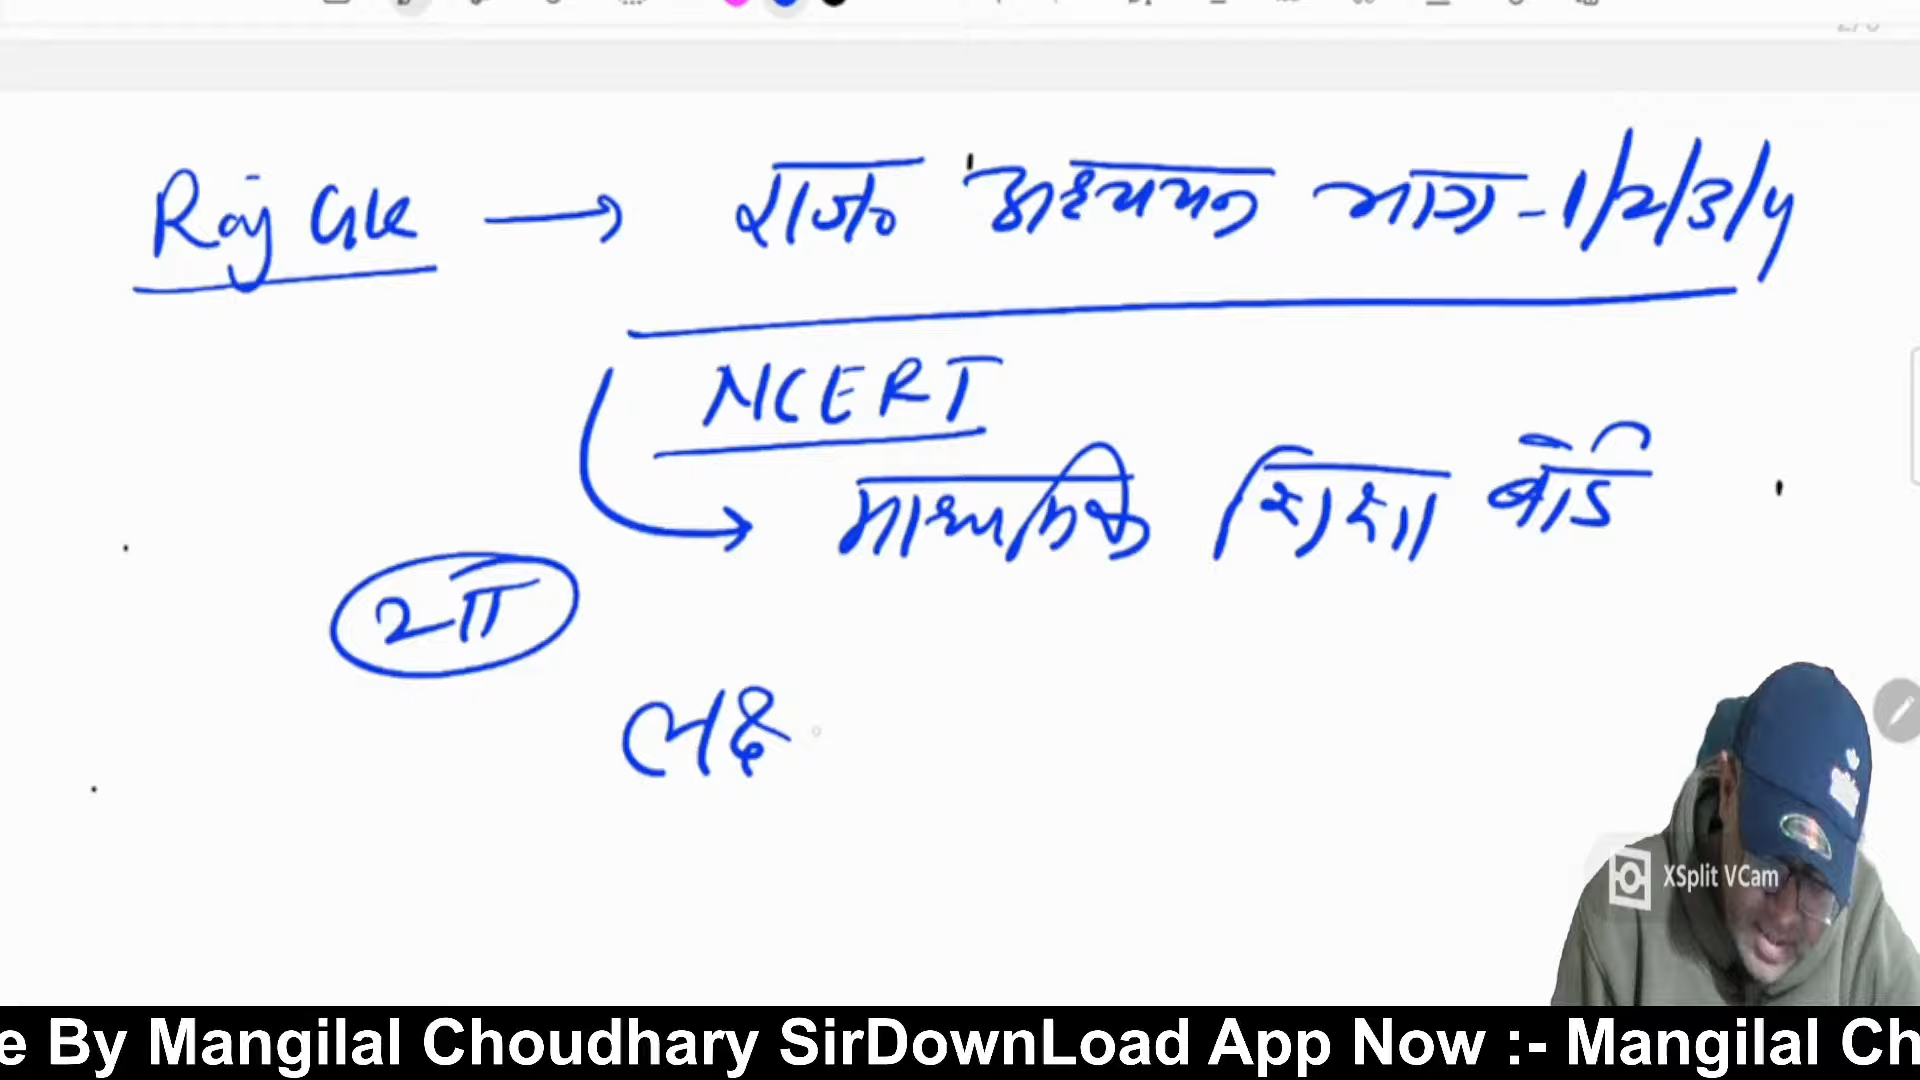 Raj GK → राज० अध्ययन भाग - 1/2/3/4
NCERT
→ माध्यमिक शिक्षा बोर्ड
लक्ष
XSplit VCam
e By Mangilal Choudhary SirDownLoad App Now :- Mangilal Ch